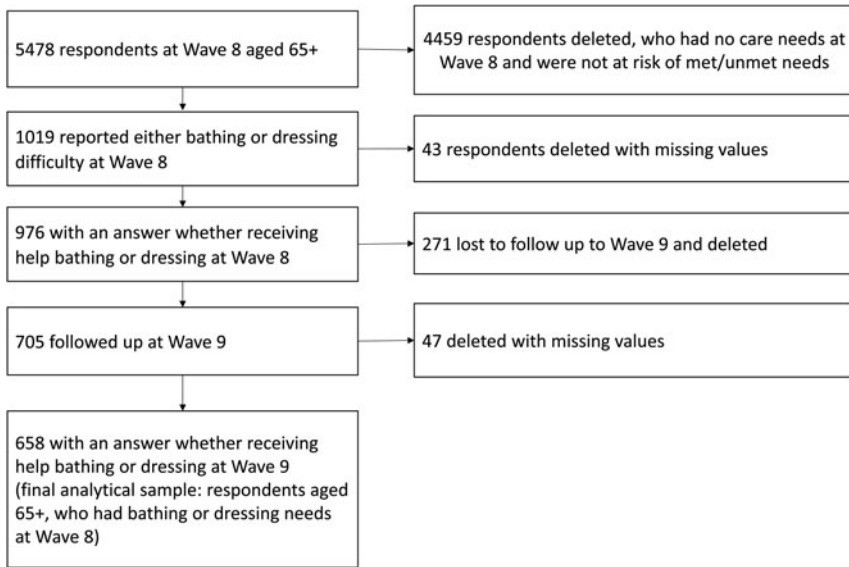 5478 respondents at Wave 8 aged 65+
4459 respondents deleted, who had no care needs at
Wave 8 and were not at risk of met/unmet needs
1019 reported either bathing or dressing
difficulty at Wave 8
43 respondents deleted with missing values
976 with an answer whether receiving
help bathing or dressing at Wave 8
271 lost to follow up to Wave 9 and deleted
705 followed up at Wave 9
47 deleted with missing values
658 with an answer whether receiving
help bathing or dressing at Wave 9
(final analytical sample: respondents aged
65+, who had bathing or dressing needs
at Wave 8)